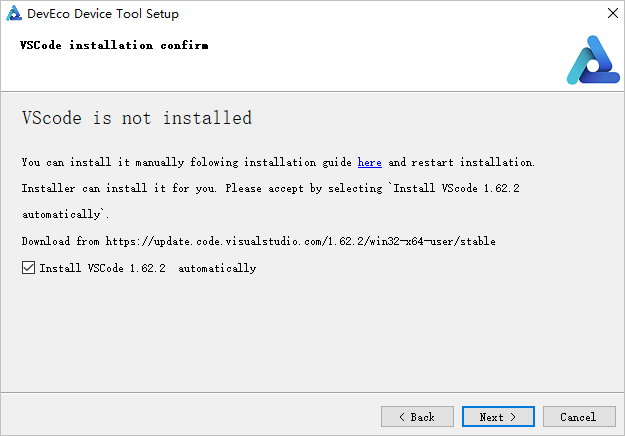 DevEco Device Tool Setup
VSCode installation confirm
VScode is not installed
You can install it manually folowing installation guide here and restart installation.
Installer can install it for you. Please accept by selecting `Install VScode 1.62.2
automatically`.
Download from https://update.code.visualstudio.com/1.62.2/win32-x64-user/stable
Install VSCode 1.62.2  automatically
< Back
Next >
Cancel